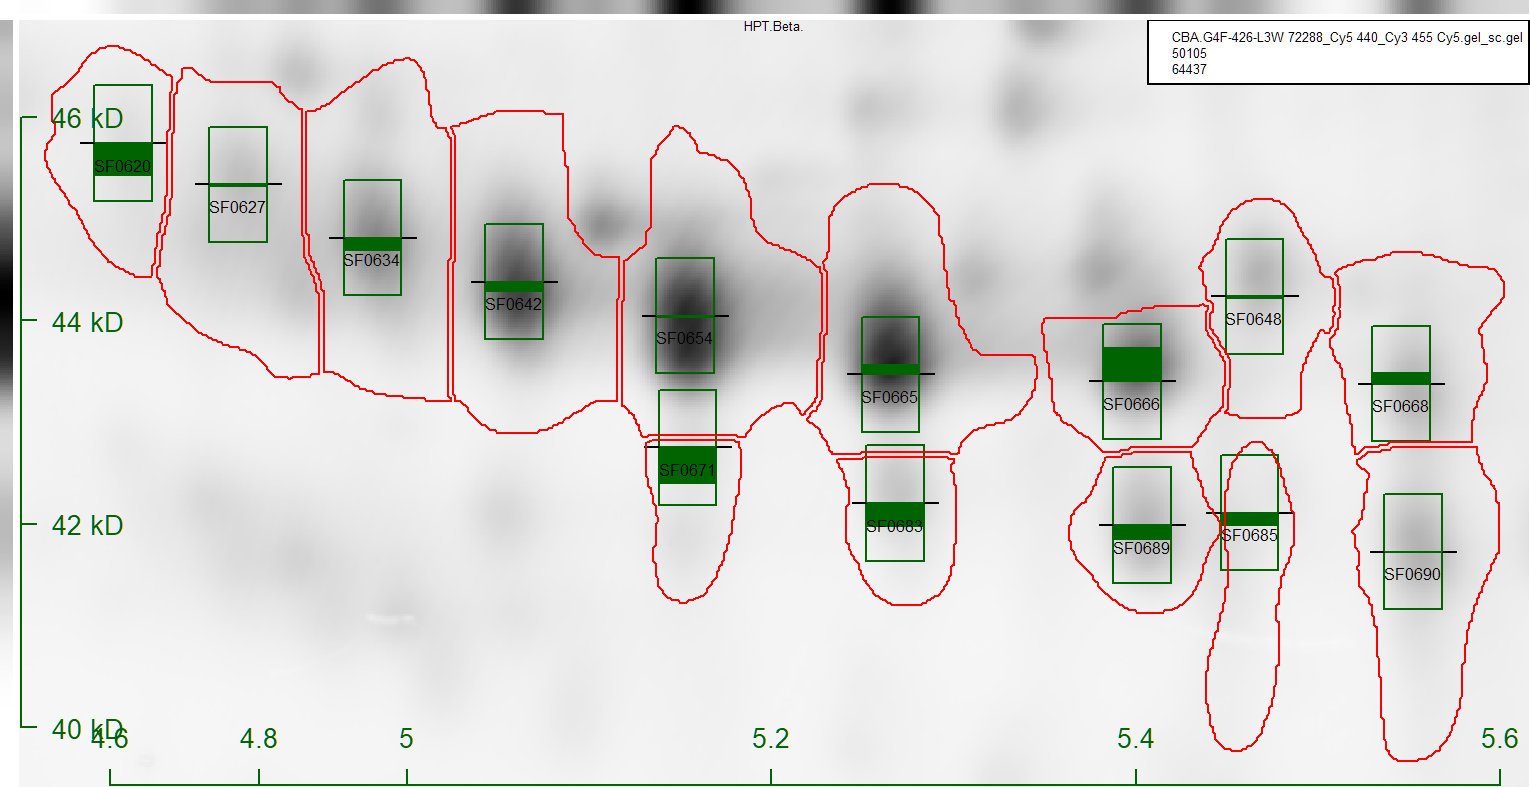 HPT.Beta.
CBA.G4F-426-L3W 72288_Cy5 440_Cy3 455 Cy5.gel_sc.gel
50105
64437
46 kD
SF0620
SF0627
SF0634
SF0642
44 kD
SF0648
SF0654
SF0665
SF0666
SF0668
SF0671
42 kD
SF0683
SF0685
SF0689
SF0690
40 kD
4.6 4.8 5 5.2 5.4 5.6